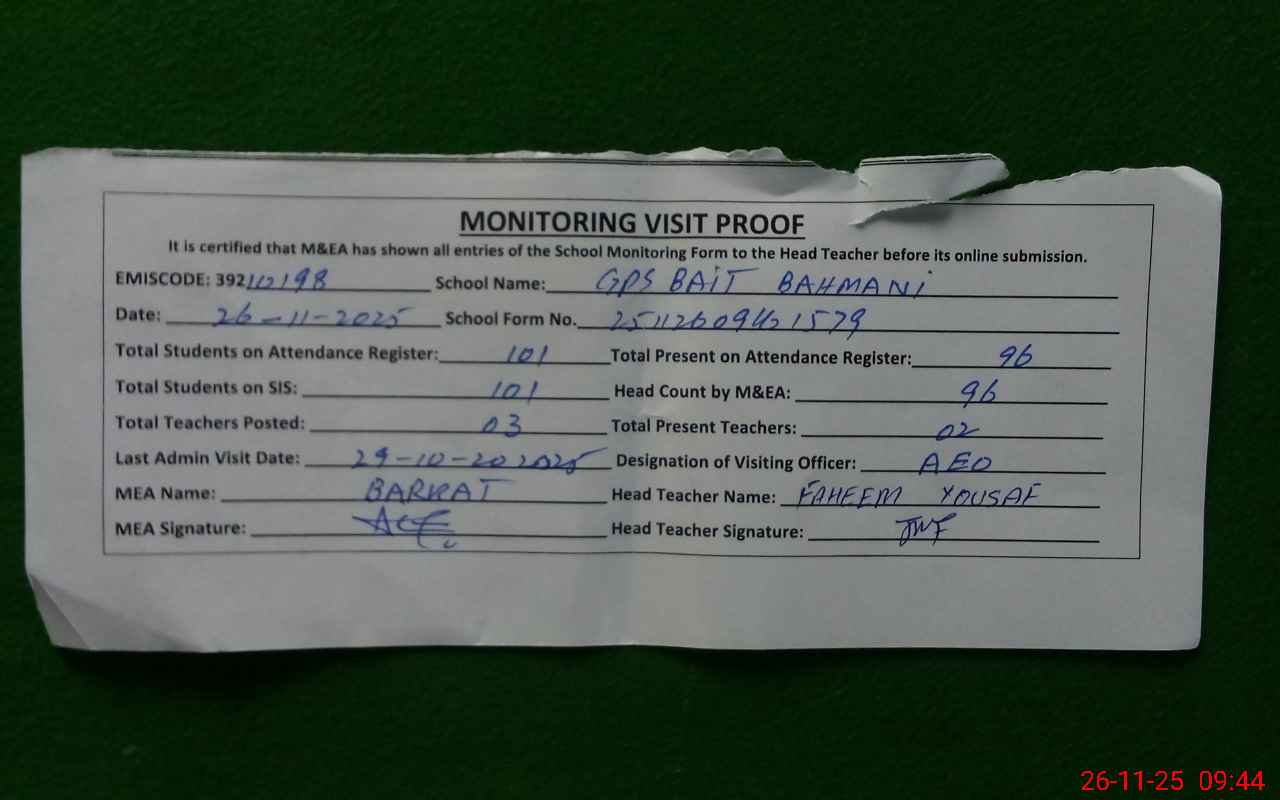 MONITORING VISIT PROOF
It is certified that M&EA has shown all entries of the School Monitoring Form to the Head Teacher before its online submission.
EMISCODE: 39210198 School Name: GPS BAIT BAHMANI
Date: 26-11-2025 School Form No.
Total Students on Attendance Register: 101 Total Present on Attendance Register: 96
Total Students on SIS: 101 Head Count by M&EA: 96
Total Teachers Posted: 03 Total Present Teachers: 02
Last Admin Visit Date: 29-10-20 2025 Designation of Visiting Officer: AEO
MEA Name: BARKAT Head Teacher Name: FAHEEM YOUSAF
MEA Signature: Head Teacher Signature:
26-11-25 09:44